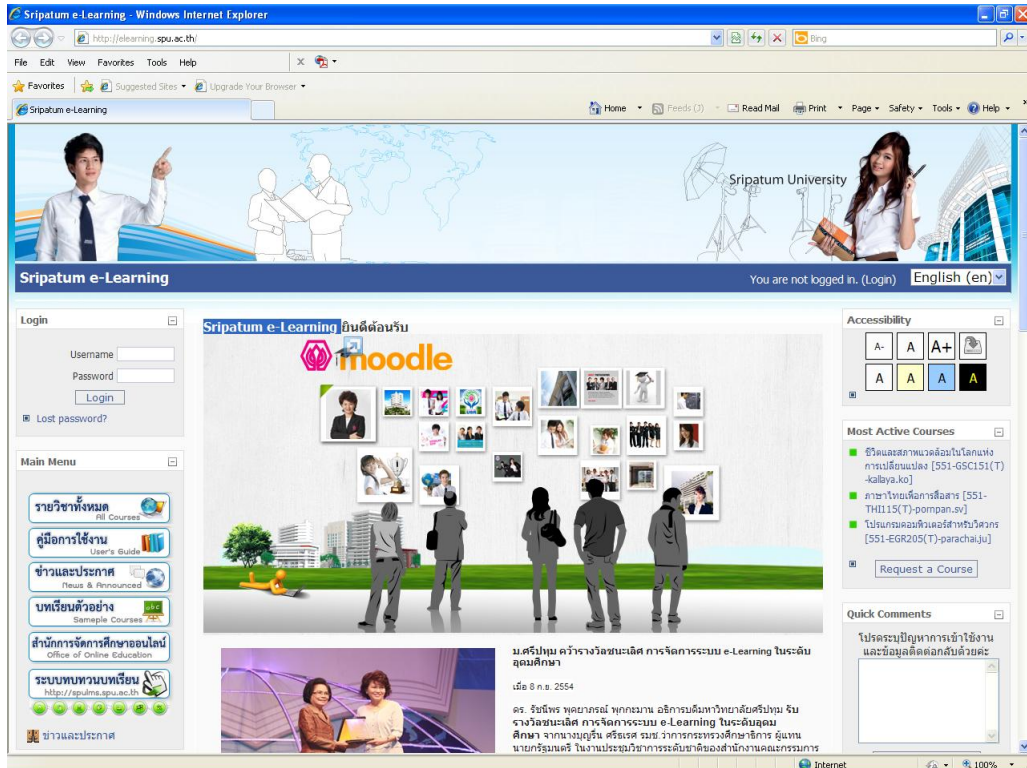 Sripatum e-Learning - Windows Internet Explorer
http://elearning.spu.ac.th/
Bing
File Edit View Favorites Tools Help
Favorites Suggested Sites Upgrade Your Browser
Sripatum e-Learning
Home Feeds (J) Read Mail Print Page Safety Tools Help
Sripatum University
Sripatum e-Learning
You are not logged in. (Login) English (en)
Login
Username
Password
Login
Lost password?
Main Menu
รายวิชาทั้งหมด
All Courses
คู่มือการใช้งาน
User's Guide
ข่าวและประกาศ
News & Announced
บทเรียนตัวอย่าง
Sameple Courses
สำนักการจัดการศึกษาออนไลน์
Office of Online Education
ระบบทบทวนบทเรียน
http://spulms.spu.ac.th
ข่าวและประกาศ
Sripatum e-Learning ยินดีต้อนรับ
moodle
ม.ศรีปทุม คว้ารางวัลชนะเลิศ การจัดการระบบ e-Learning ในระดับ
อุดมศึกษา
เมื่อ 8 ก.ย. 2554
ดร. รัชนีพร พุคยาภรณ์ พุกกะมาน อธิการบดีมหาวิทยาลัยศรีปทุม รับ
รางวัลชนะเลิศ การจัดการระบบ e-Learning ในระดับอุดม
ศึกษา จากนางบุญรื่น ศรีธเรศ รมช.ว่าการกระทรวงศึกษาธิการ ผู้แทน
นายกรัฐมนตรี ในงานประชุมวิชาการระดับชาติของสำนักงานคณะกรรมการ
Accessibility
A- A A+
A A A A
Most Active Courses
ชีวิตและสภาพแวดล้อมในโลกแห่ง
การเปลี่ยนแปลง [551-GSC151(T)
-kallaya.ko]
ภาษาไทยเพื่อการสื่อสาร [551-
THI115(T)-pornpan.sv]
โปรแกรมคอมพิวเตอร์สำหรับวิศวกร
[551-EGR205(T)-parachai.ju]
Request a Course
Quick Comments
โปรดระบุปัญหาการเข้าใช้งาน
และข้อมูลติดต่อกลับด้วยค่ะ
Internet 100%